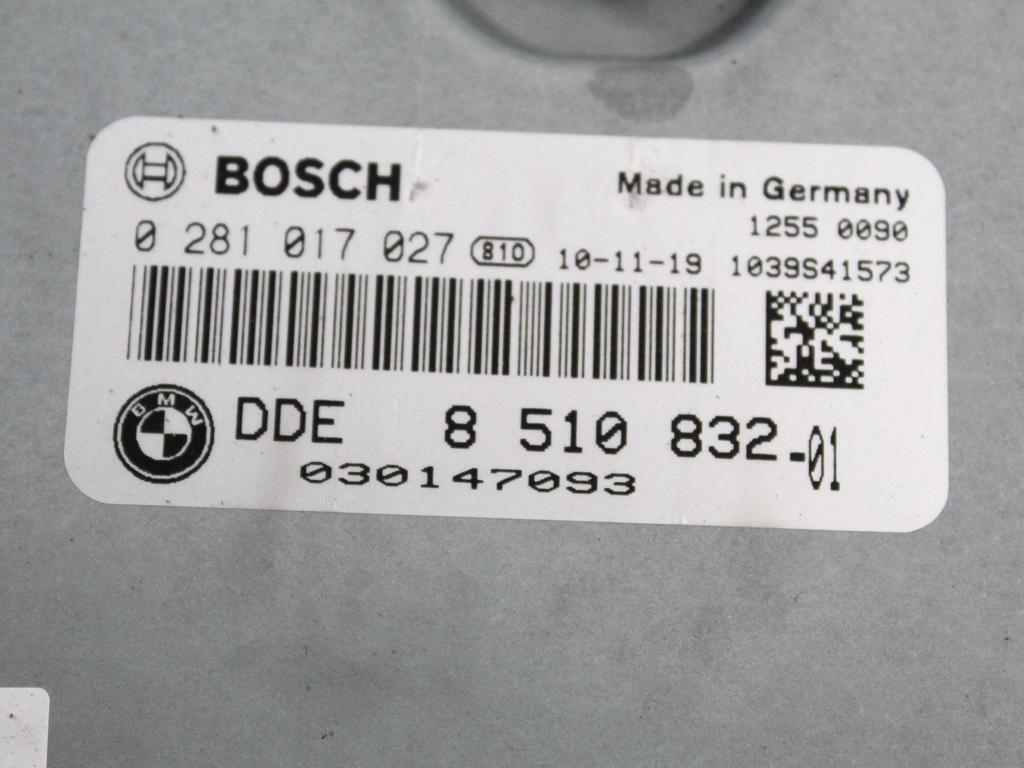 BOSCH
Made in Germany
1255 0090
0 281 017 027 810 10-11-19 1039S41573
BMW
DDE 8 510 832-01
030147093